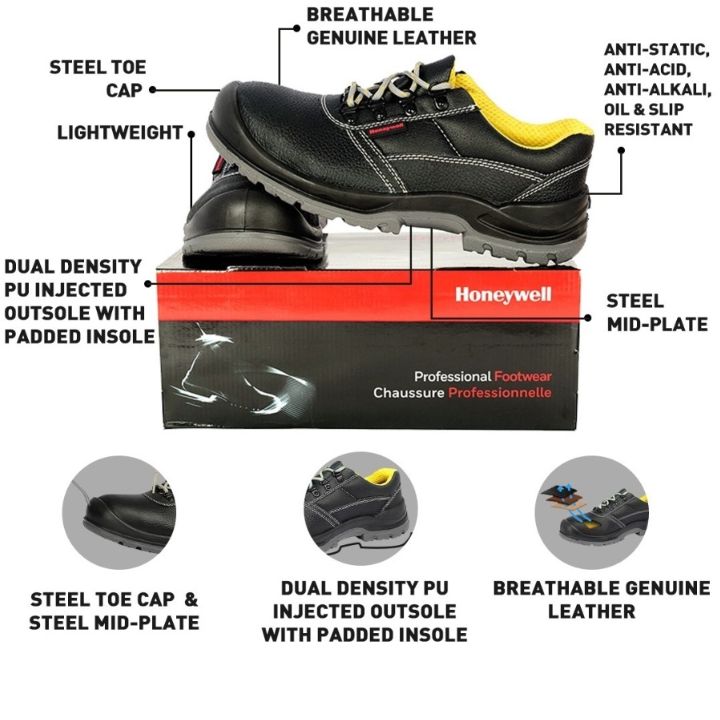 BREATHABLE
GENUINE LEATHER
STEEL TOE
CAP
LIGHTWEIGHT
ANTI-STATIC,
ANTI-ACID,
ANTI-ALKALI,
OIL & SLIP
RESISTANT
Honeywell
DUAL DENSITY
PU INJECTED
OUTSOLE WITH
PADDED INSOLE
Honeywell
STEEL
MID-PLATE
Professional Footwear
Chaussure Professionnelle
STEEL TOE CAP &
STEEL MID-PLATE
DUAL DENSITY PU
INJECTED OUTSOLE
WITH PADDED INSOLE
BREATHABLE GENUINE
LEATHER